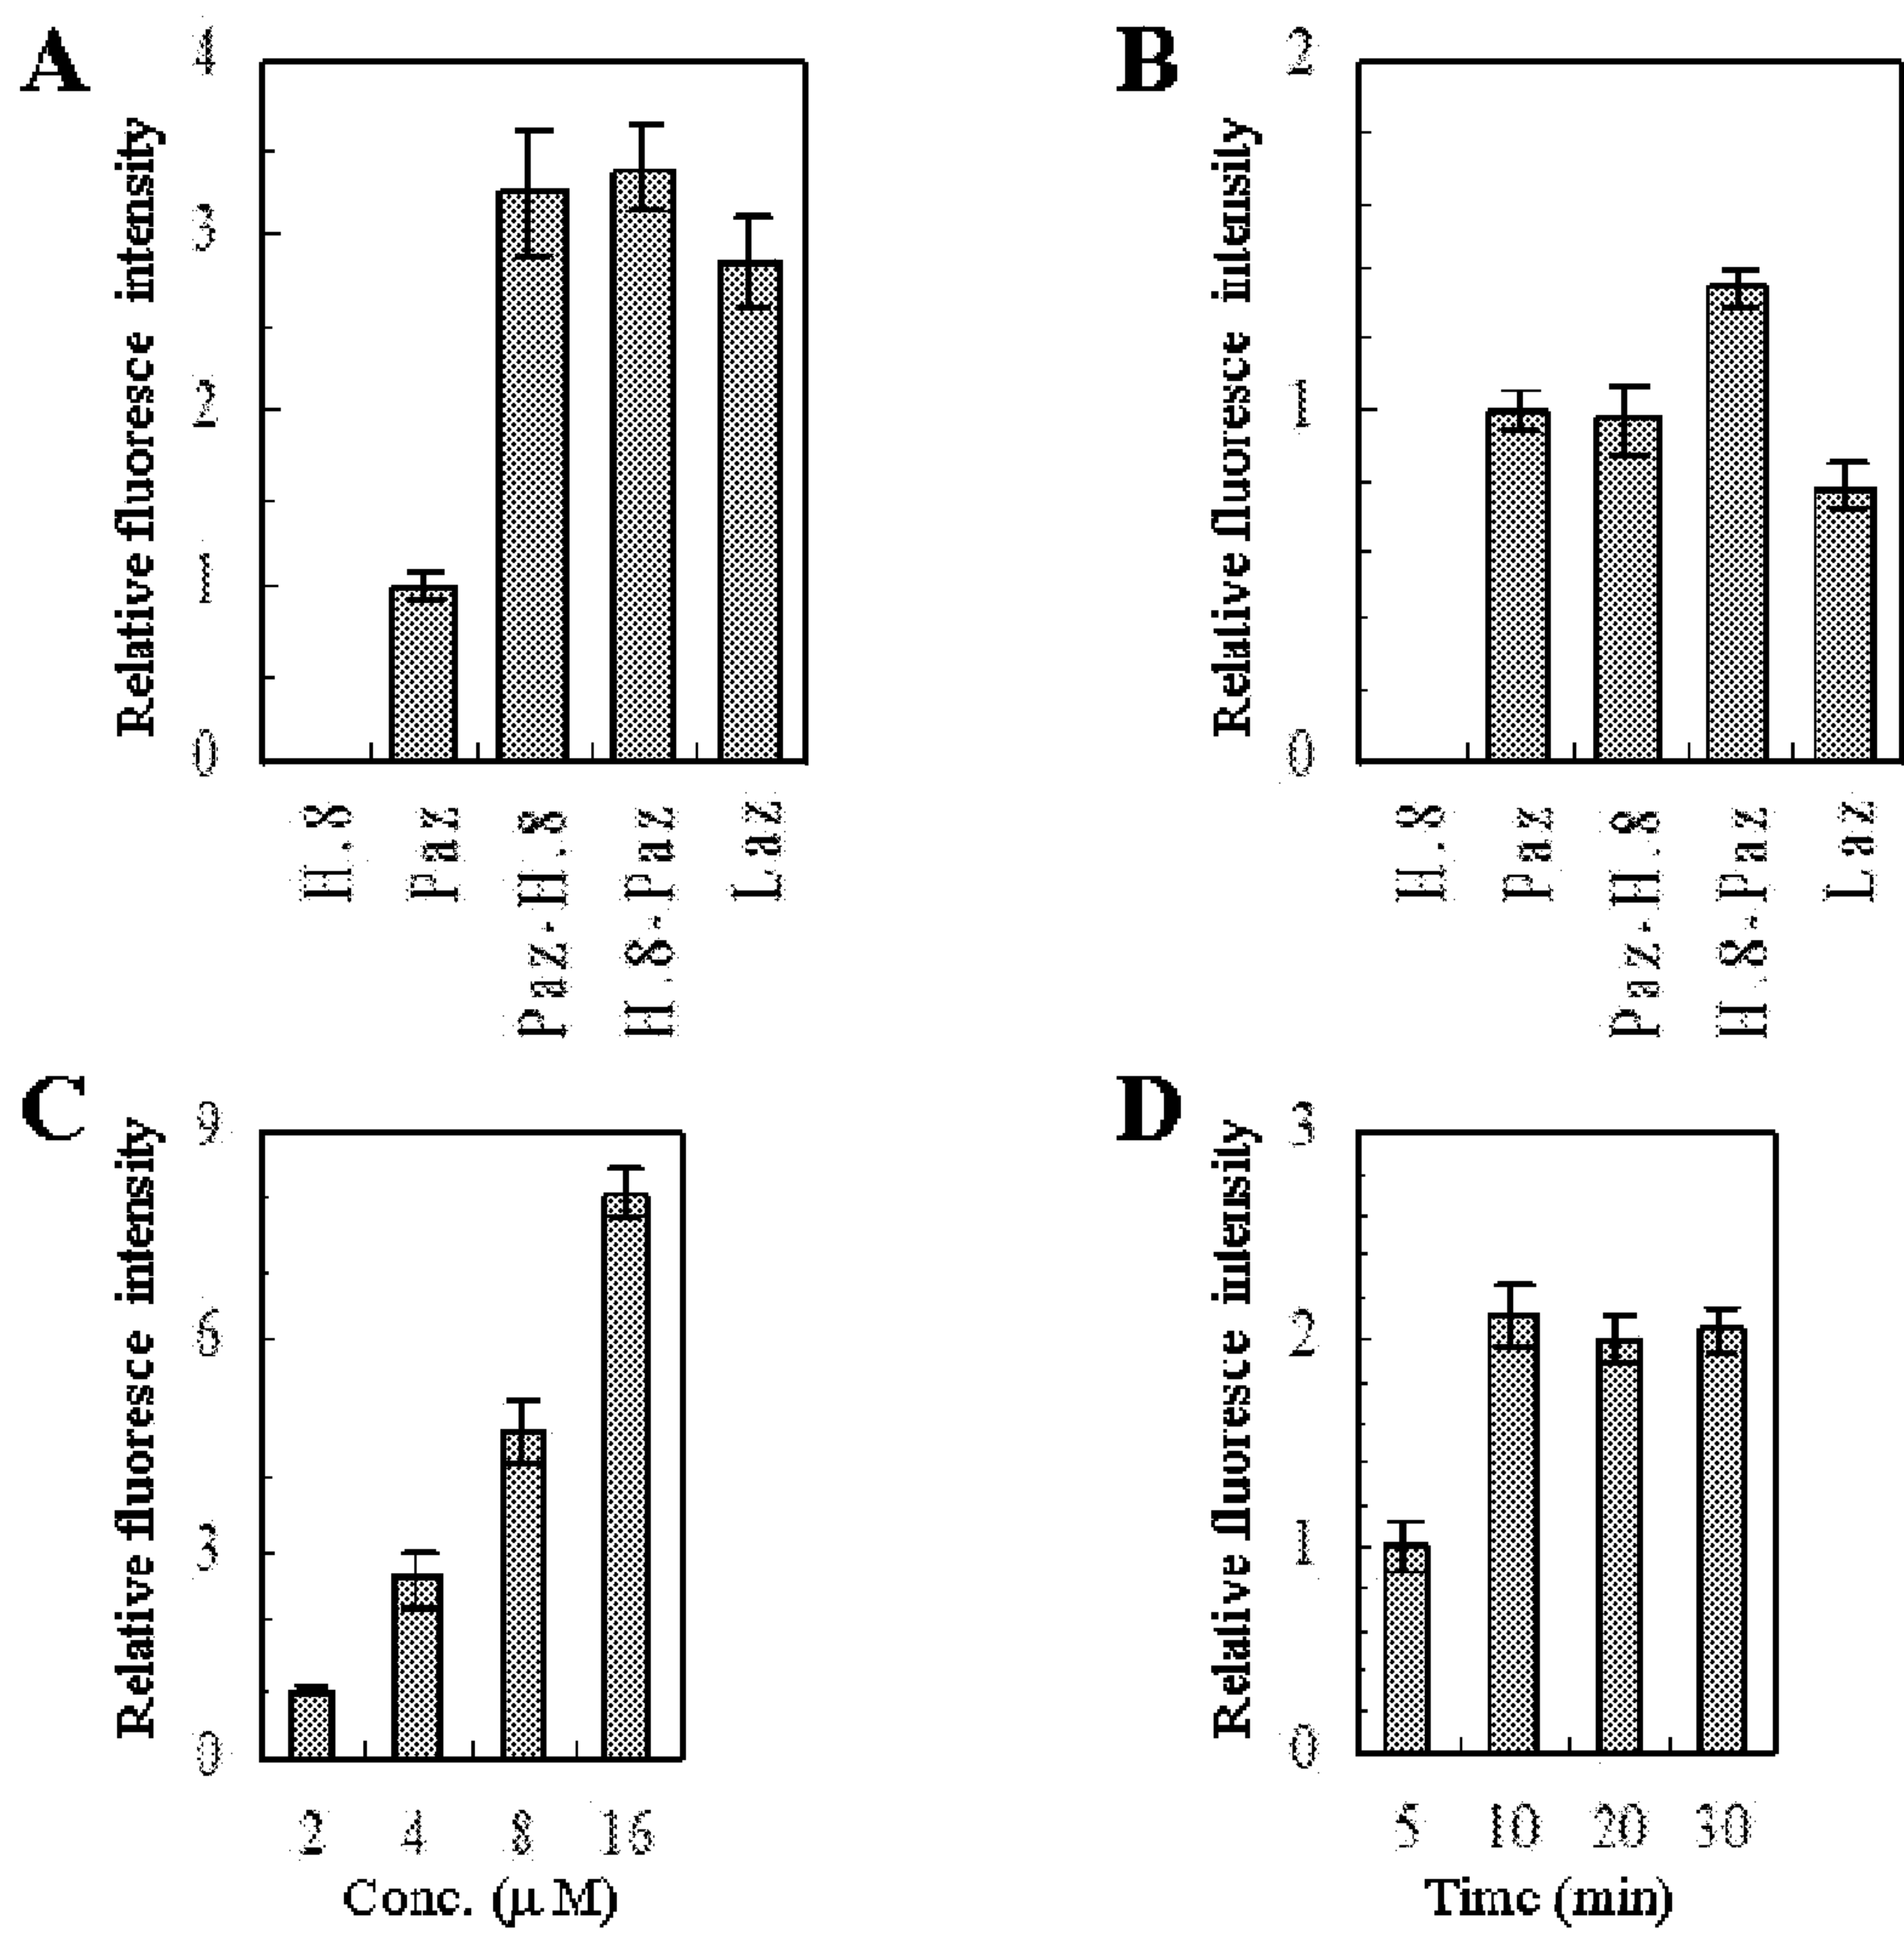 A
Relative fluoresce intensity
4
3
2
1
0
H.8
Paz
Paz-H.8
H.8-Paz
Laz
B
Relative fluoresce intensity
2
1
0
H.8
Paz
Paz-H.8
H.8-Paz
Laz
C
Relative fluoresce intensity
9
6
3
0
2 4 8 16
Conc. (μ M)
D
Relative fluoresce intensity
3
2
1
0
5 10 20 30
Time (min)